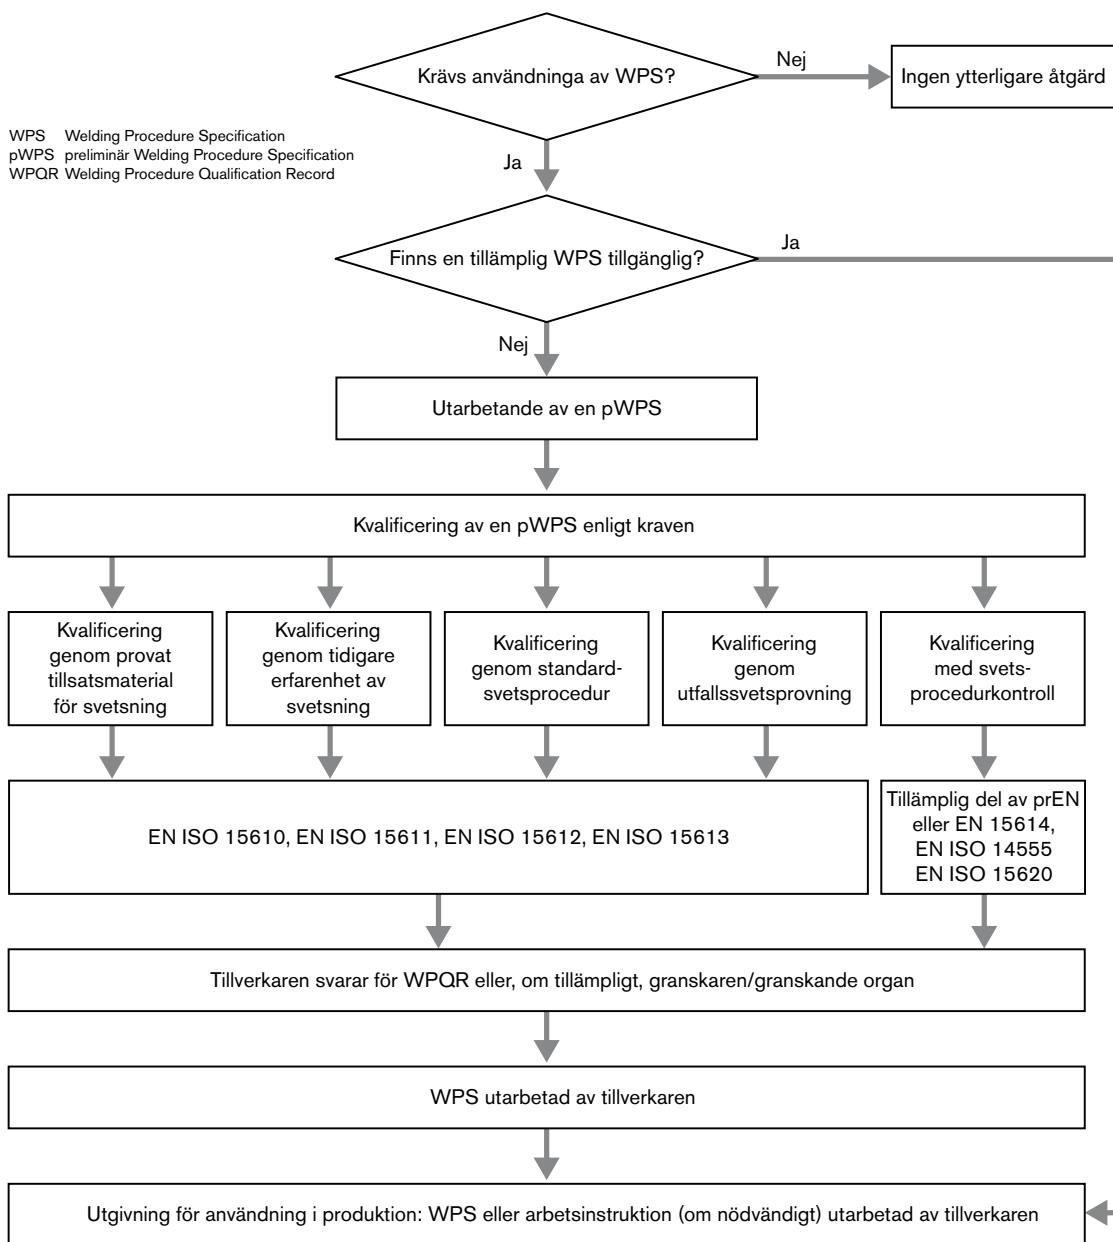 Krävs användninga av WPS?
Nej
Ingen ytterligare åtgärd
WPS Welding Procedure Specification
pWPS preliminär Welding Procedure Specification
WPQR Welding Procedure Qualification Record
Ja
Finns en tillämplig WPS tillgänglig?
Ja
Nej
Utarbetande av en pWPS
Kvalificering av en pWPS enligt kraven
Kvalificering
genom provat
tillsatsmaterial
för svetsning
Kvalificering
genom tidigare
erfarenhet av
svetsning
Kvalificering
genom standard-
svetsprocedur
Kvalificering
genom
utfallssvetsprovning
Kvalificering
med svets-
procedurkontroll
EN ISO 15610, EN ISO 15611, EN ISO 15612, EN ISO 15613
Tillämplig del av prEN
eller EN 15614,
EN ISO 14555
EN ISO 15620
Tillverkaren svarar för WPQR eller, om tillämpligt, granskaren/granskande organ
WPS utarbetad av tillverkaren
Utgivning för användning i produktion: WPS eller arbetsinstruktion (om nödvändigt) utarbetad av tillverkaren